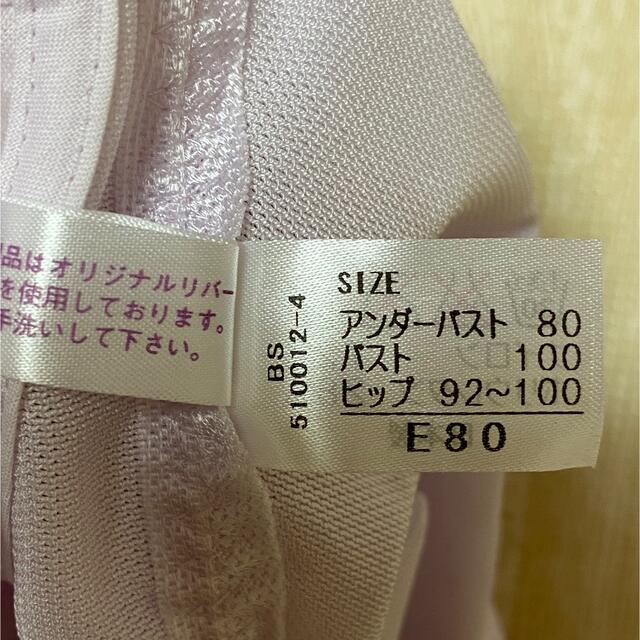 品はオリジナルリバー
を使用しております。
手洗いして下さい。
BS
510012-4
SIZE
アンダーバスト 80
バスト 100
ヒップ 92~100
E80